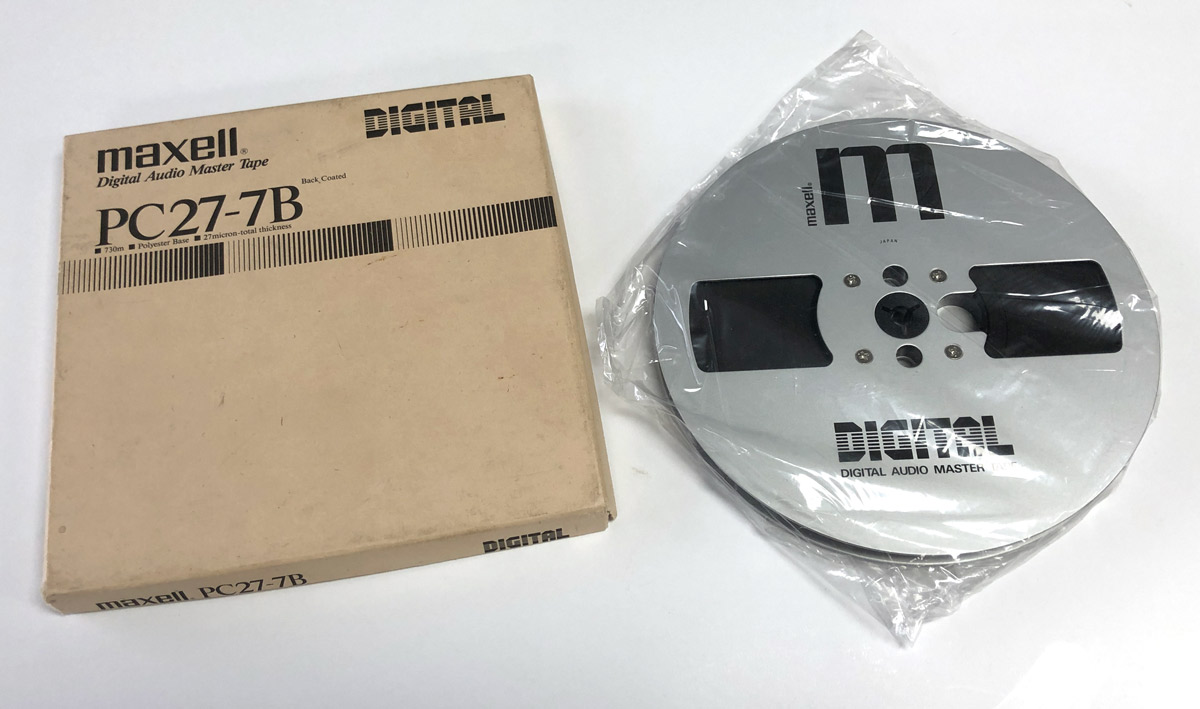 maxell®
DIGITAL
Digital Audio Master Tape
PC27-7B Back Coated
■ 730m ■ Polyester Base ■ 27micron-total thickness
maxell PC27-7B
DIGITAL
maxell®
m
JAPAN
DIGITAL
DIGITAL AUDIO MASTER